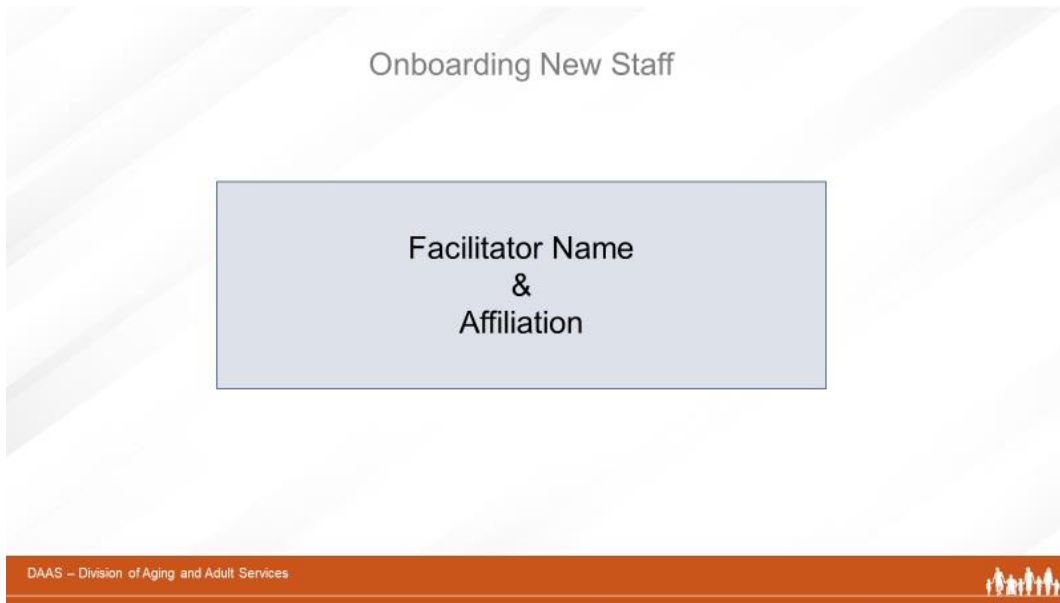 Onboarding New Staff
Facilitator Name
&
Affiliation
DAAS – Division of Aging and Adult Services